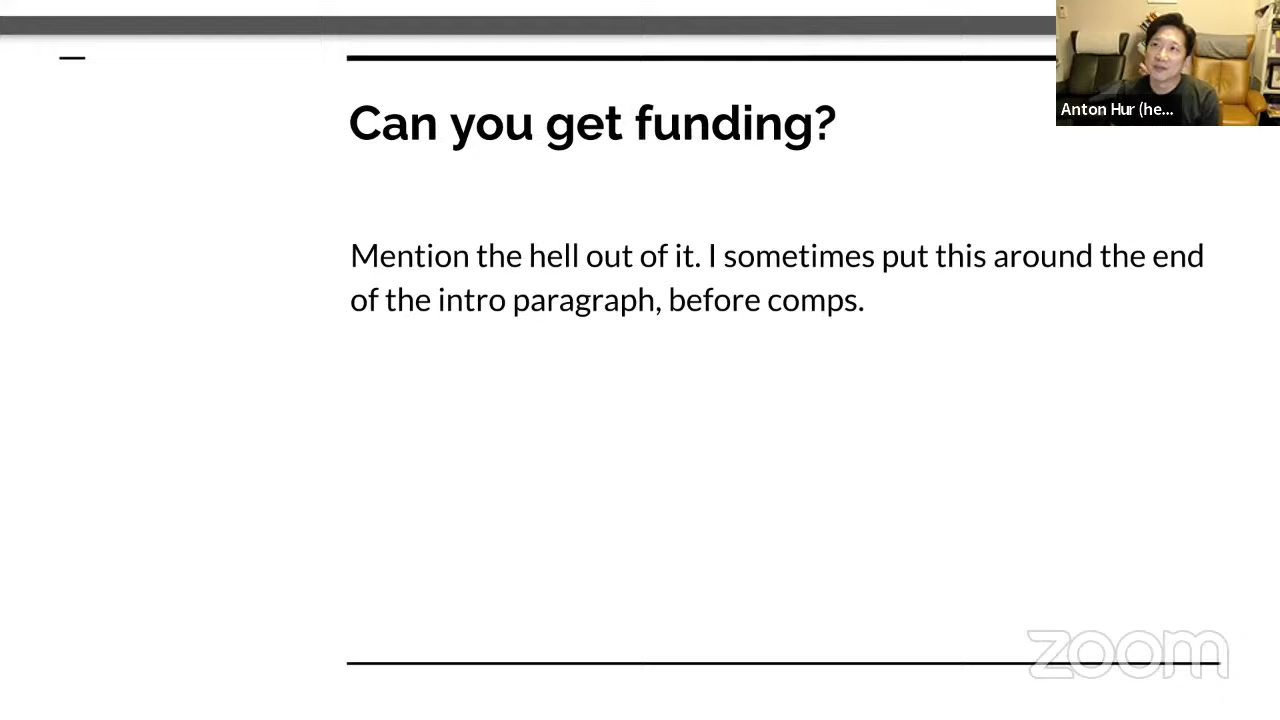 Can you get funding?
Mention the hell out of it. I sometimes put this around the end
of the intro paragraph, before comps.
Anton Hur (he...
zoom